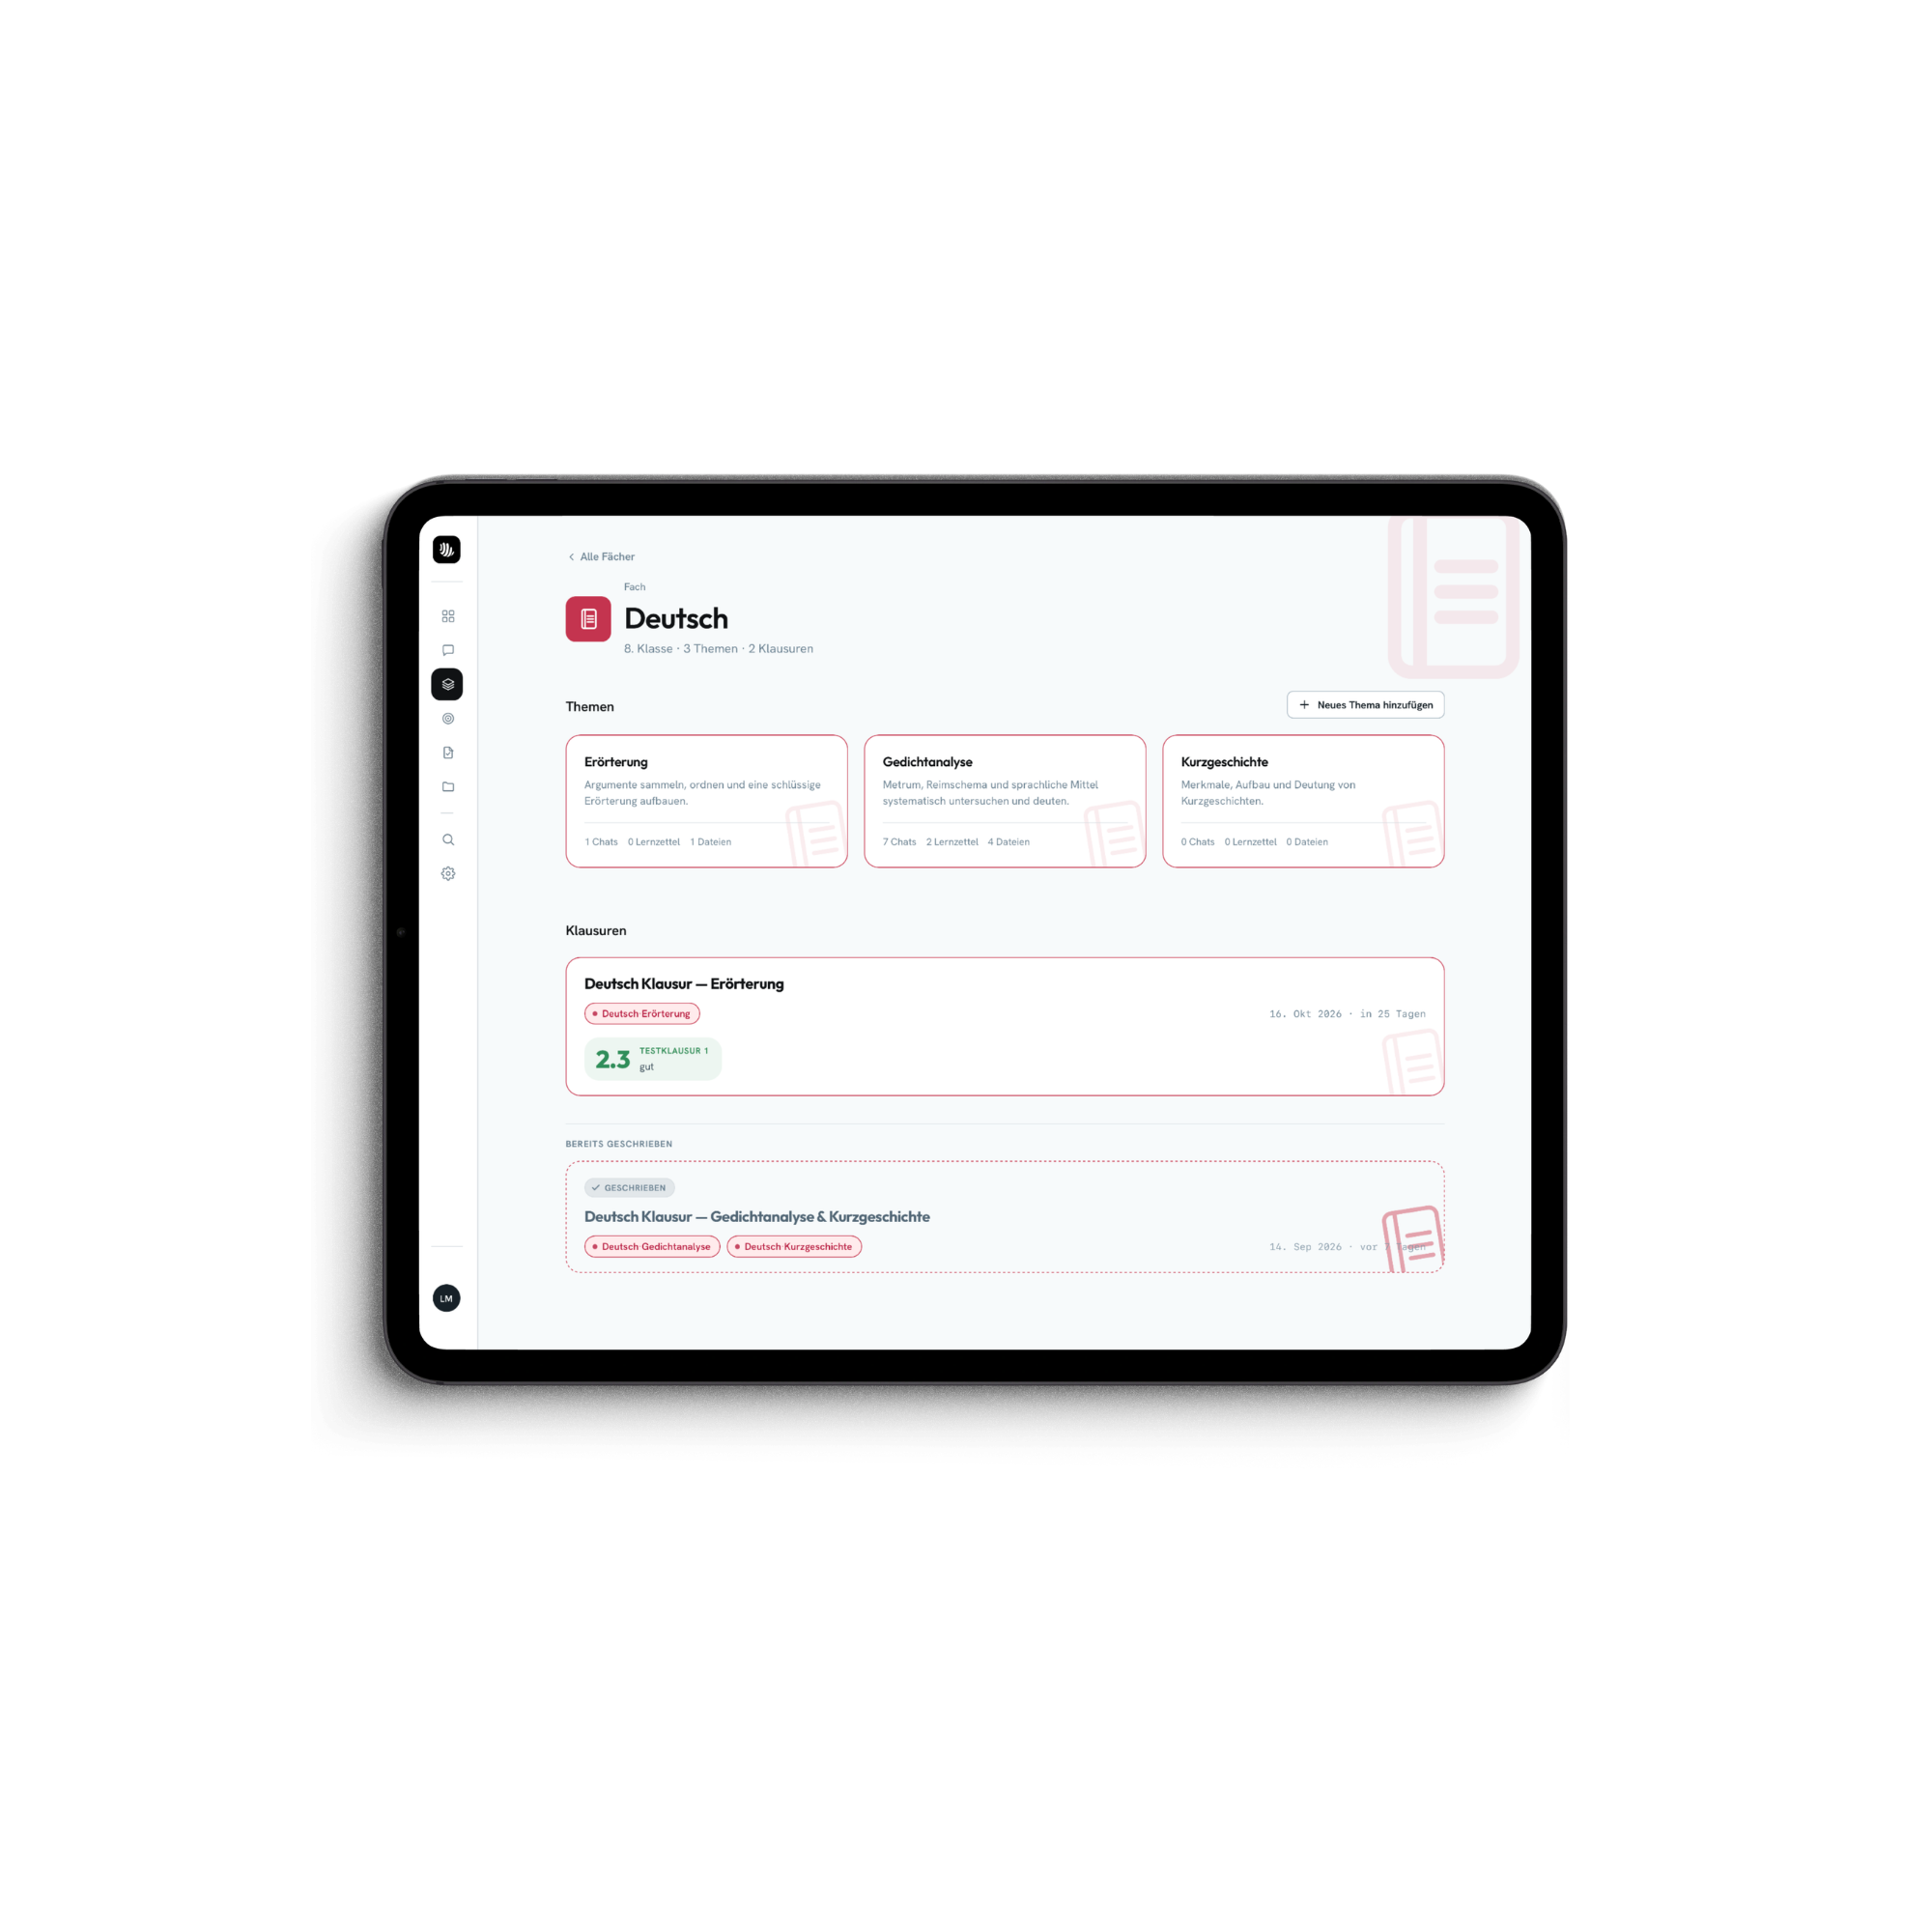 Alle Fächer
Fach
Deutsch
8. Klasse · 3 Themen · 2 Klausuren
Themen
Neues Thema hinzufügen
Erörterung
Argumente sammeln, ordnen und eine schlüssige
Erörterung aufbauen.
1 Chats 0 Lernzettel 1 Dateien
Gedichtanalyse
Metrum, Reimschema und sprachliche Mittel
systematisch untersuchen und deuten.
7 Chats 2 Lernzettel 4 Dateien
Kurzgeschichte
Merkmale, Aufbau und Deutung von
Kurzgeschichten.
0 Chats 0 Lernzettel 0 Dateien
Klausuren
Deutsch Klausur — Erörterung
Deutsch·Erörterung
16. Okt 2026 · in 25 Tagen
2.3
TESTKLAUSUR 1
gut
BEREITS GESCHRIEBEN
GESCHRIEBEN
Deutsch Klausur — Gedichtanalyse & Kurzgeschichte
Deutsch·Gedichtanalyse
Deutsch·Kurzgeschichte
14. Sep 2026 · vor 7 Tagen
LM